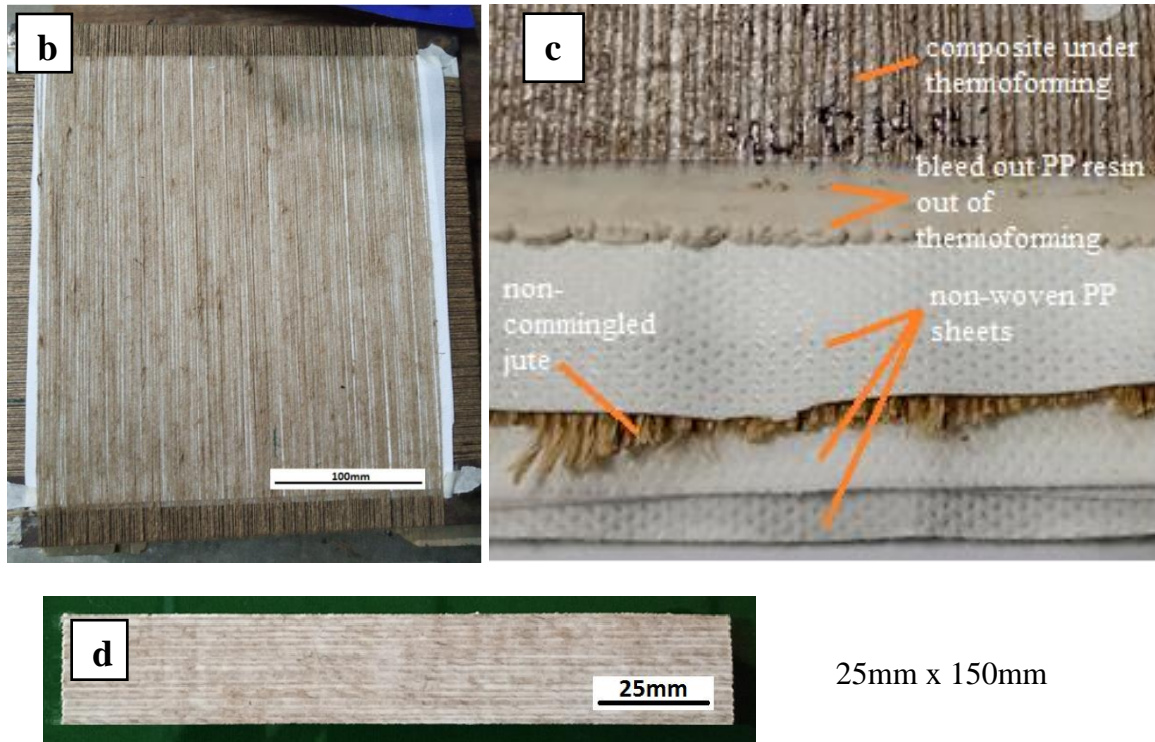 b
100mm
c
composite under
thermoforming
bleed out PP resin
out of
thermoforming
non-
commingled
jute
non-woven PP
sheets
d
25mm
25mm x 150mm